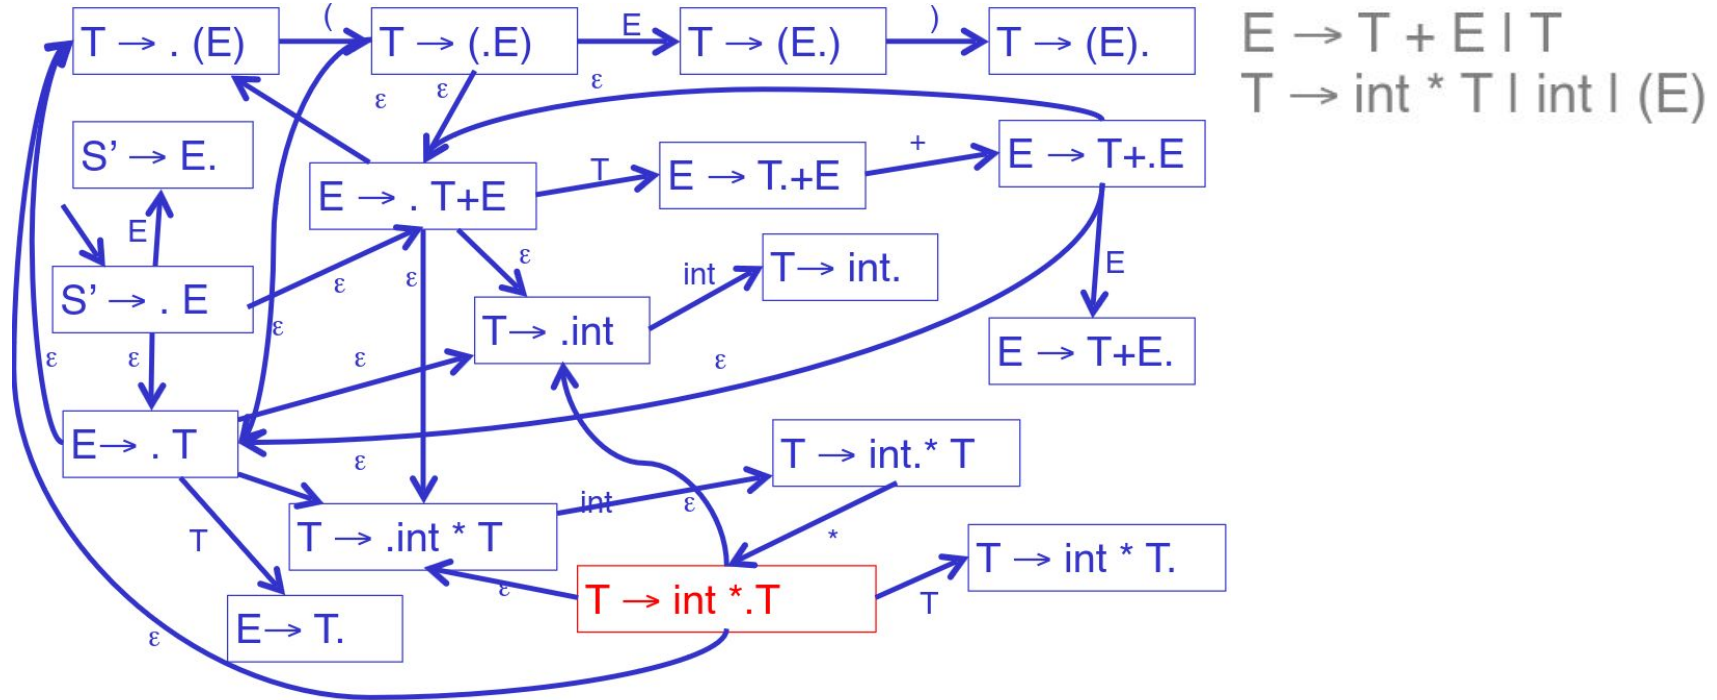 (
T → . (E)
T → (.E)
E
T → (E.)
)
T → (E).
E → T + E | T
T → int * T | int | (E)
ε
ε
ε
S’ → E.
E → . T+E
T
E → T.+E
+
E → T+.E
E
S’ → . E
ε
ε
ε
int
T→ int.
E
ε
T→ .int
E → T+E.
ε
ε
ε
ε
E→ . T
ε
T → int.* T
T
T → .int * T
int
ε
*
T → int * T.
ε
T → int *.T
T
E→ T.
ε